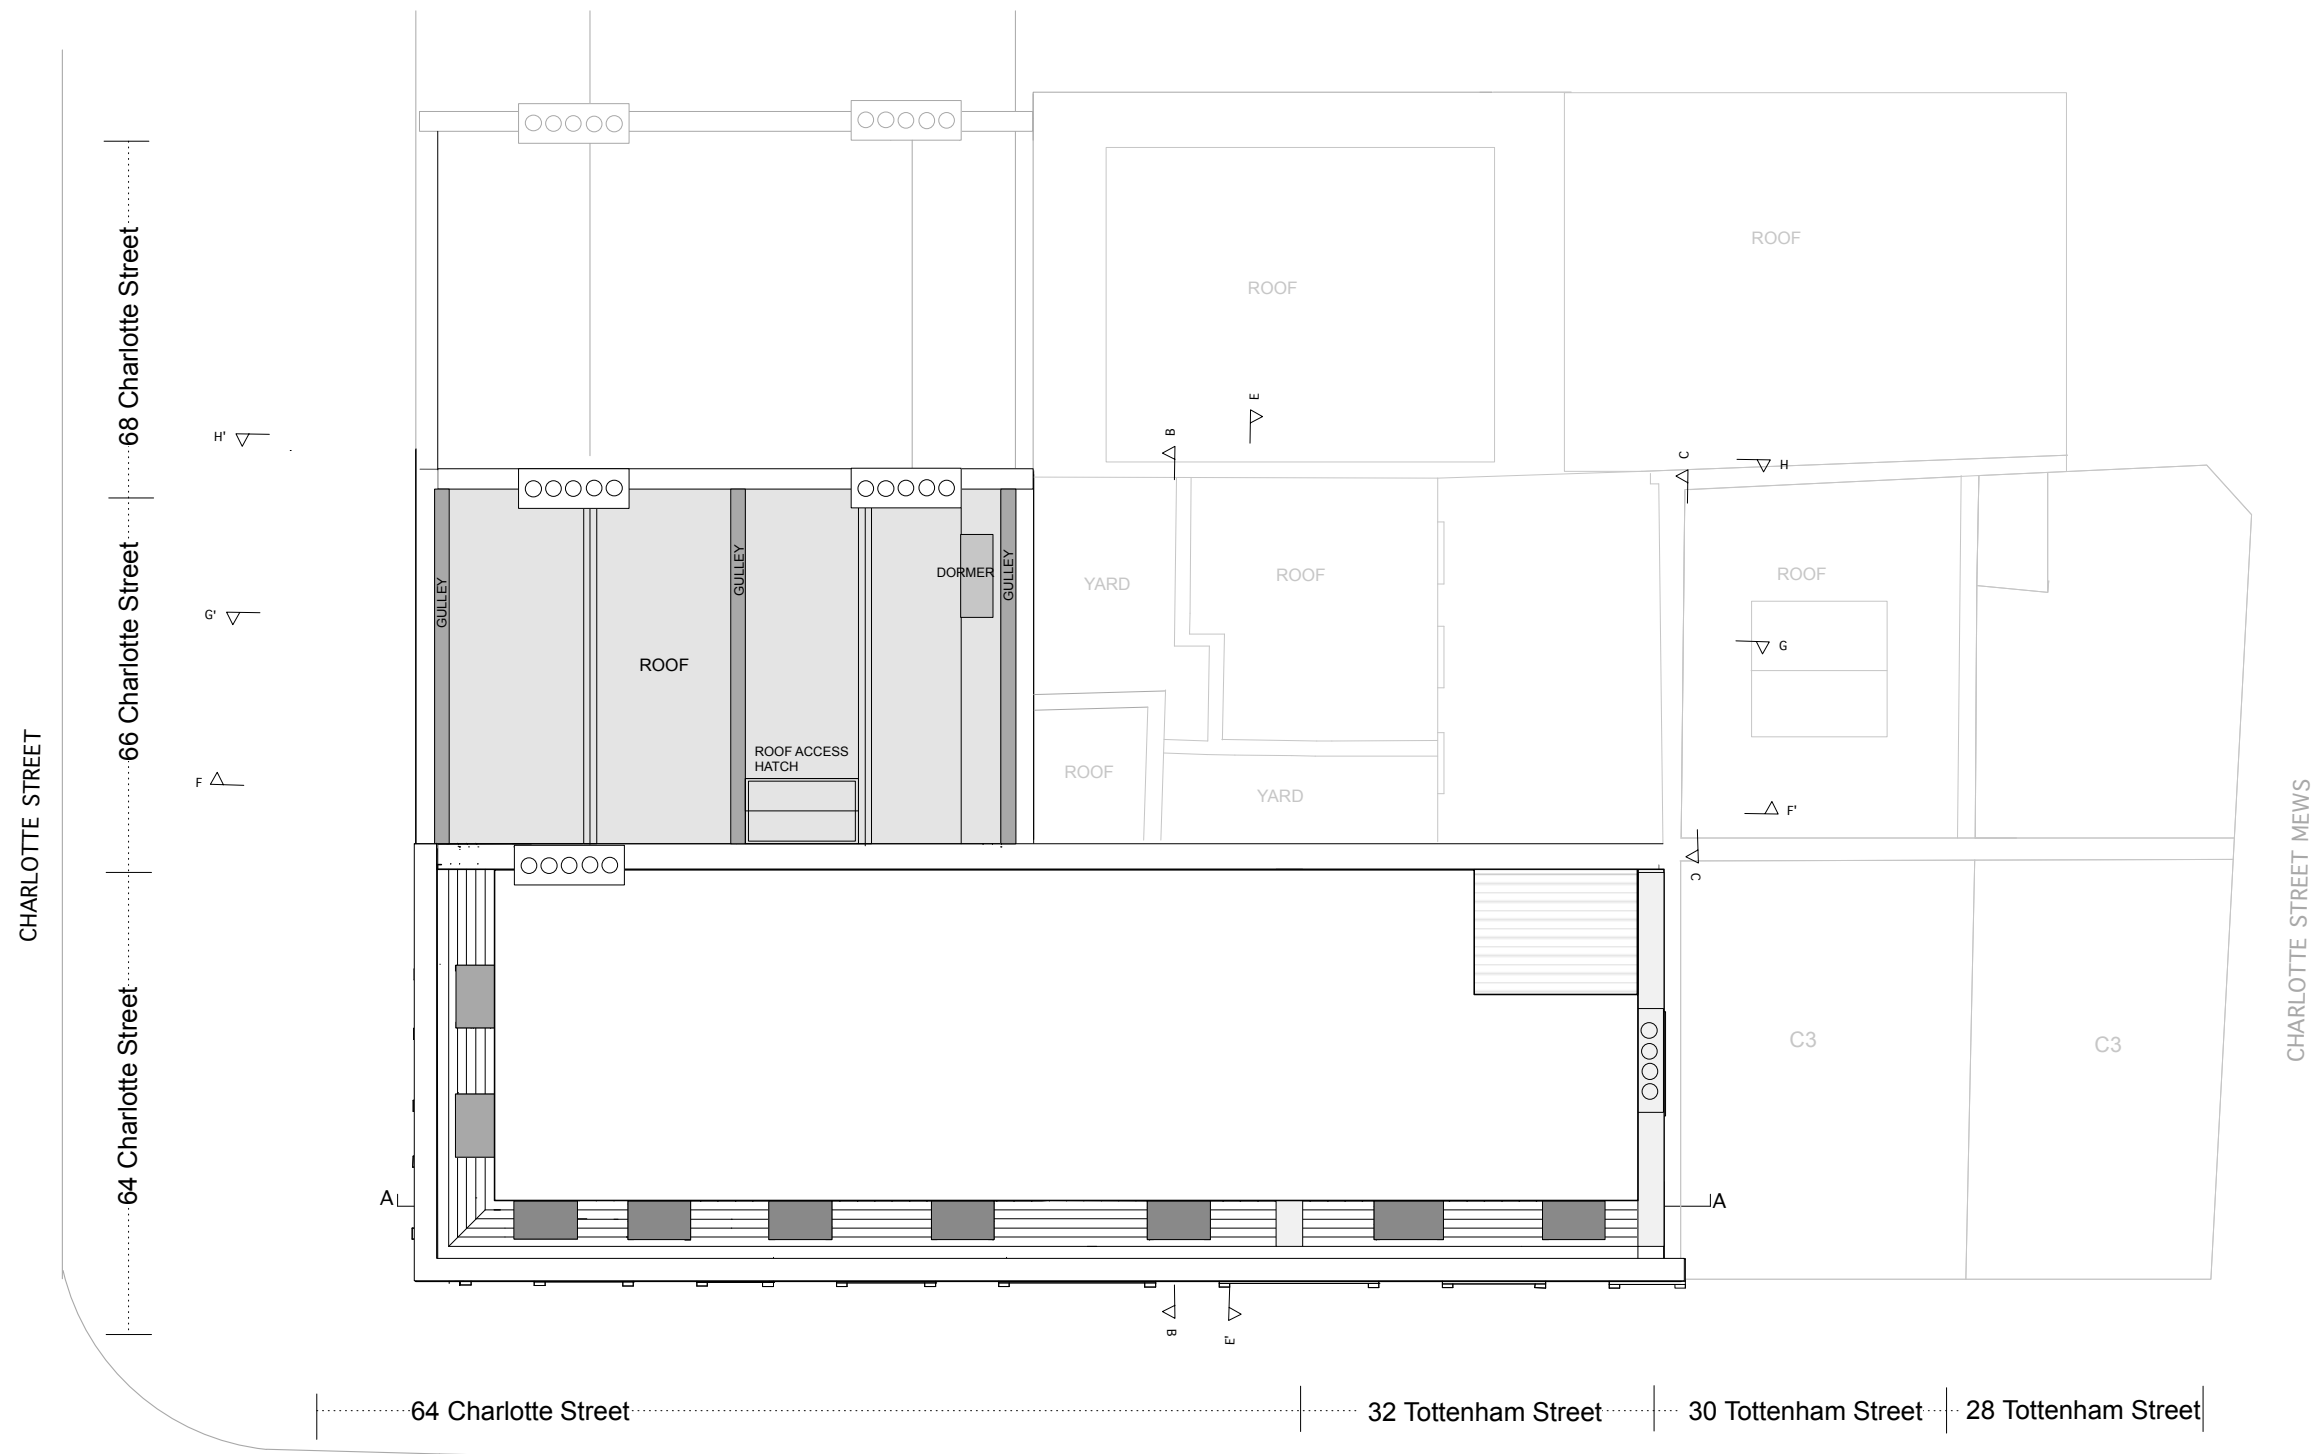 68 Charlotte Street
66 Charlotte Street
64 Charlotte Street
CHARLOTTE STREET
CHARLOTTE STREET MEWS
ROOF
ROOF
E
B
C
H'
H
GULLEY
GULLEY
DORMER
GULLEY
YARD
ROOF
ROOF
G'
G
ROOF
ROOF ACCESS
HATCH
ROOF
YARD
F
F'
C
C3
C3
A
A
B
E'
64 Charlotte Street
32 Tottenham Street
30 Tottenham Street
28 Tottenham Street